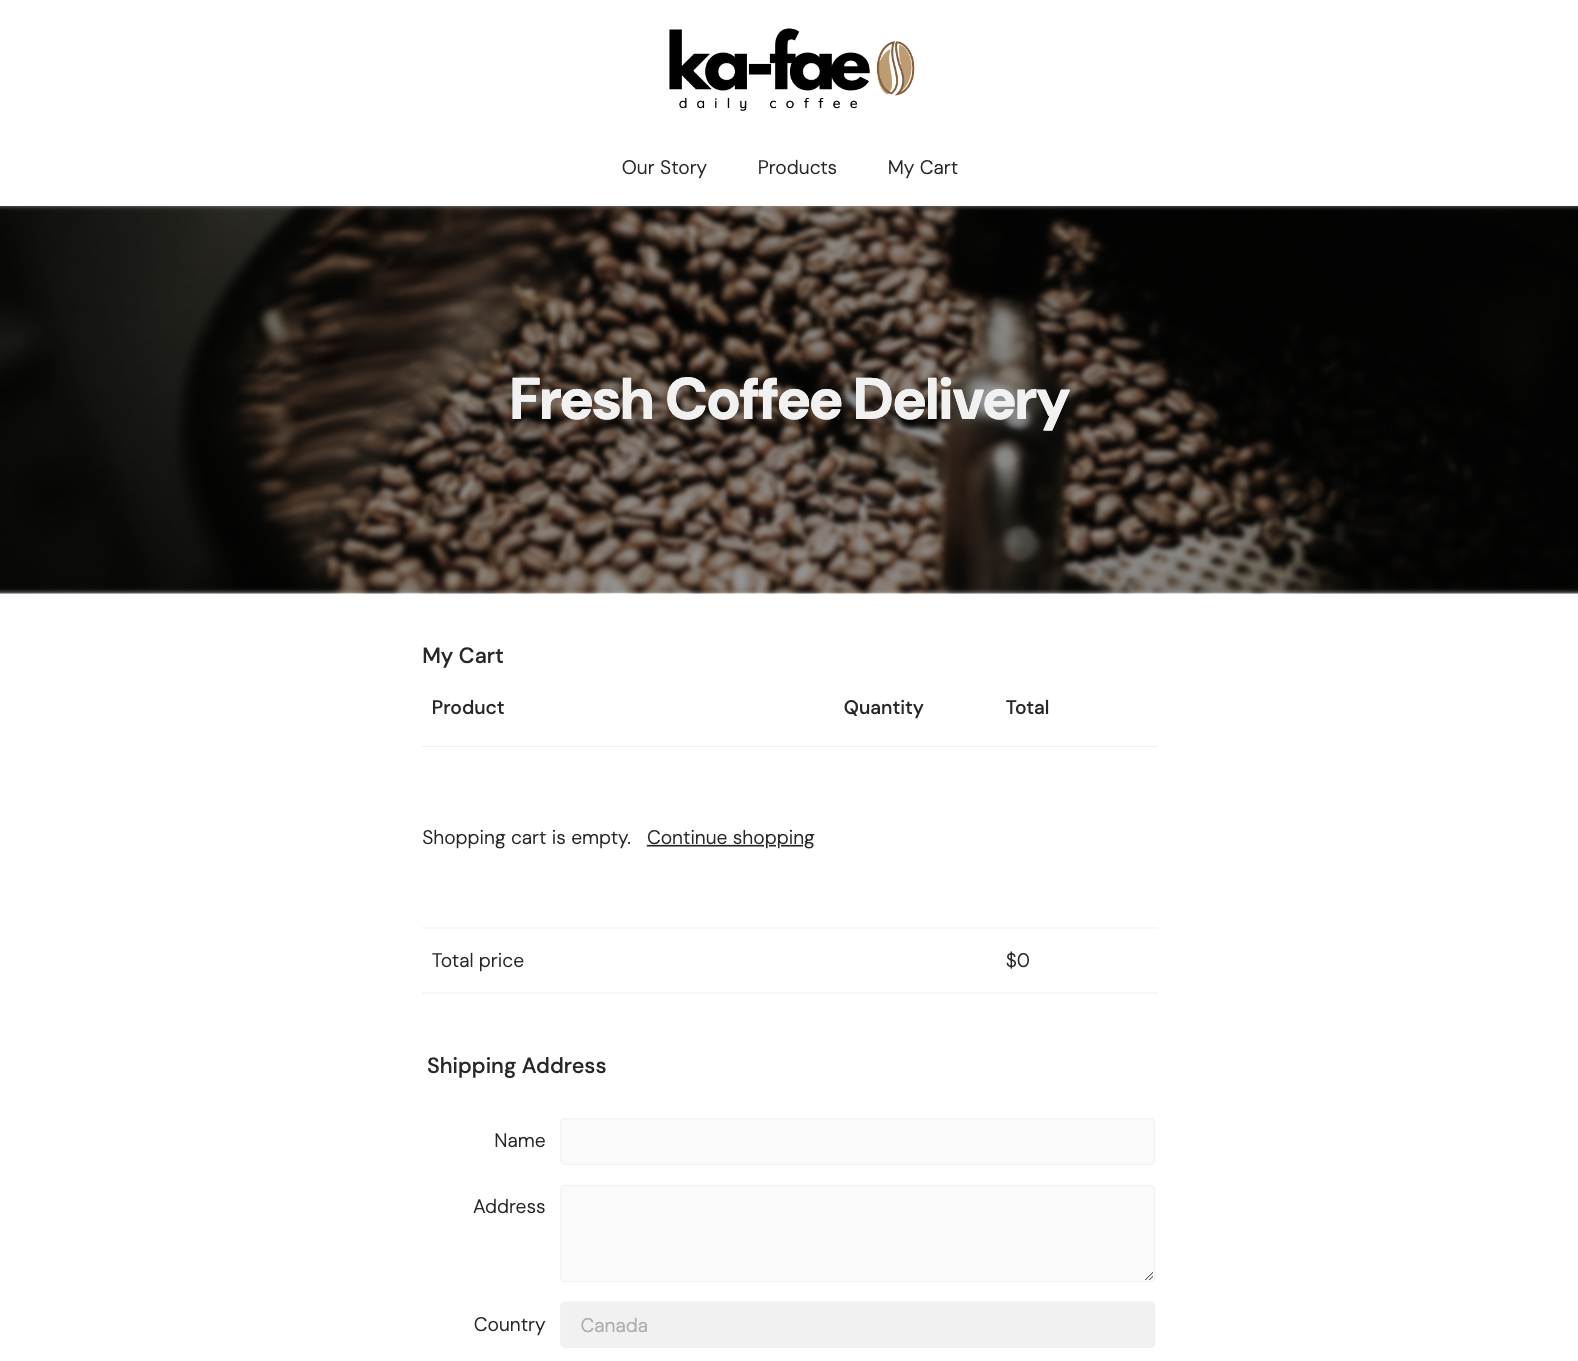 ka-fae
daily coffee
Our Story Products My Cart
Fresh Coffee Delivery
My Cart
Product Quantity Total
Shopping cart is empty. Continue shopping
Total price $0
Shipping Address
Name
Address
Country Canada